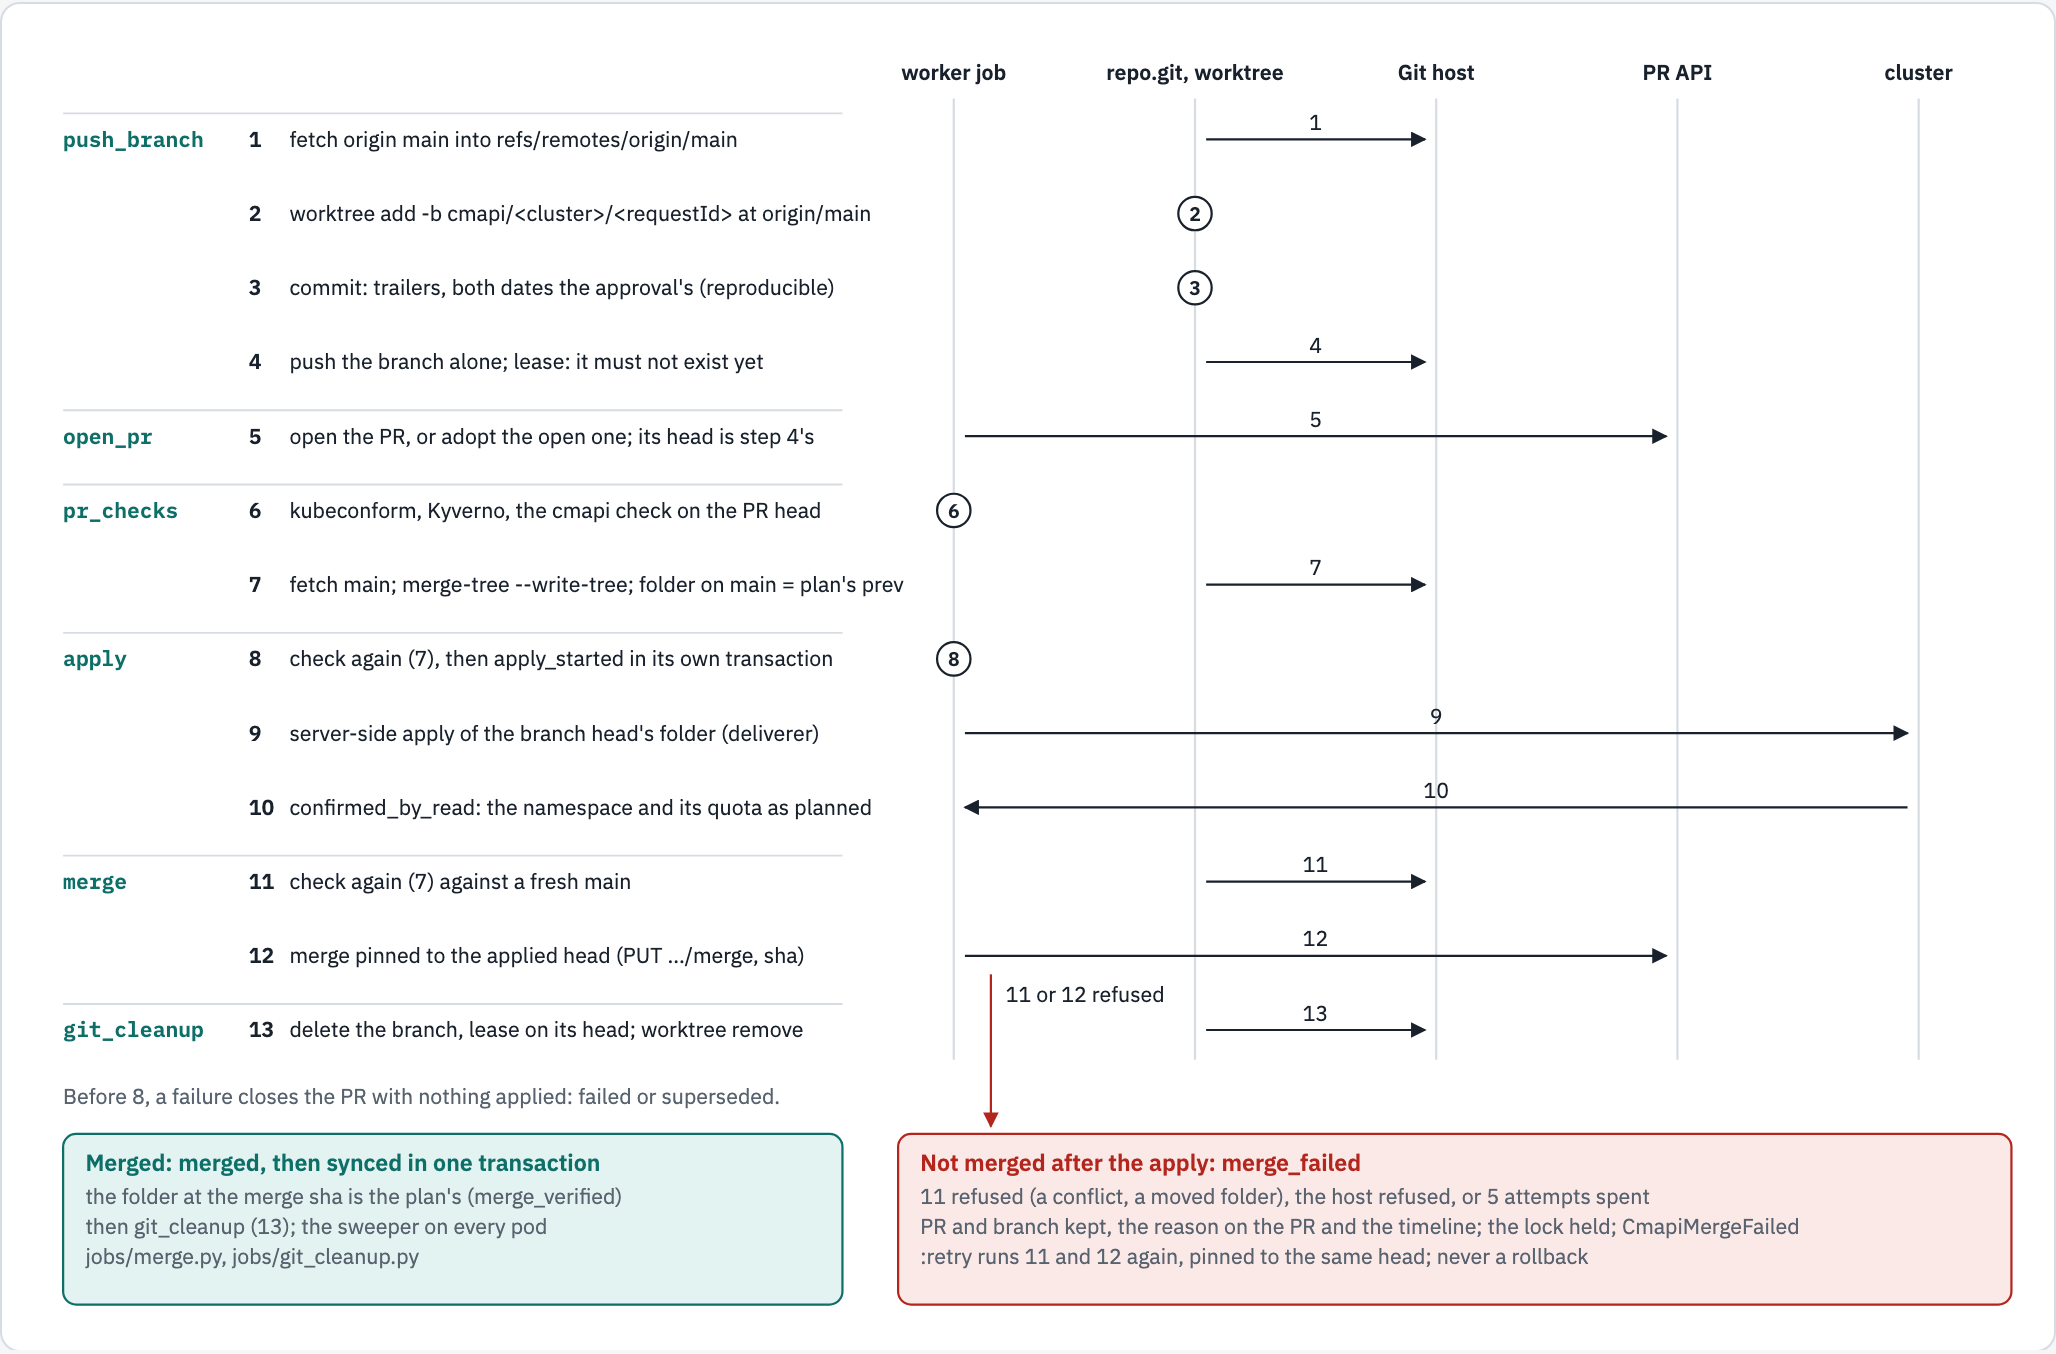 worker job
repo.git, worktree
Git host
PR API
cluster
push_branch 1 fetch origin main into refs/remotes/origin/main
1
2 worktree add -b cmapi/<cluster>/<requestId> at origin/main
2
3 commit: trailers, both dates the approval's (reproducible)
3
4 push the branch alone; lease: it must not exist yet
4
open_pr 5 open the PR, or adopt the open one; its head is step 4's
5
pr_checks 6 kubeconform, Kyverno, the cmapi check on the PR head
6
7 fetch main; merge-tree --write-tree; folder on main = plan's prev
7
apply 8 check again (7), then apply_started in its own transaction
8
9 server-side apply of the branch head's folder (deliverer)
9
10 confirmed_by_read: the namespace and its quota as planned
10
merge 11 check again (7) against a fresh main
11
12 merge pinned to the applied head (PUT .../merge, sha)
12
11 or 12 refused
git_cleanup 13 delete the branch, lease on its head; worktree remove
13
Before 8, a failure closes the PR with nothing applied: failed or superseded.
Merged: merged, then synced in one transaction
the folder at the merge sha is the plan's (merge_verified)
then git_cleanup (13); the sweeper on every pod
jobs/merge.py, jobs/git_cleanup.py
Not merged after the apply: merge_failed
11 refused (a conflict, a moved folder), the host refused, or 5 attempts spent
PR and branch kept, the reason on the PR and the timeline; the lock held; CmapiMergeFailed
:retry runs 11 and 12 again, pinned to the same head; never a rollback